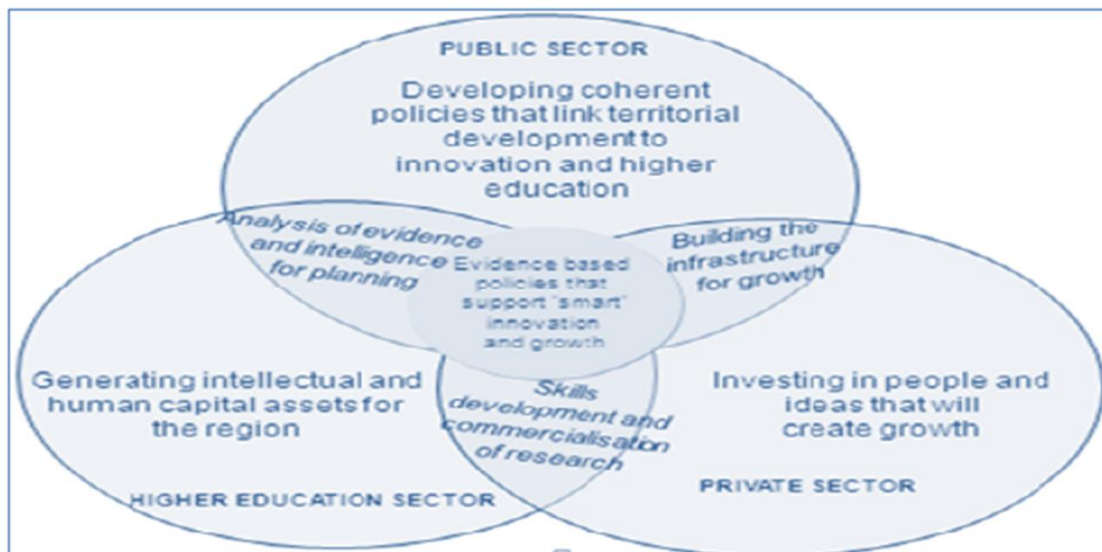 PUBLIC SECTOR
Developing coherent
policies that link territorial
development to
innovation and higher
education
Analysis of evidence
and intelligence
for planning
Building the
infrastructure
for growth
Evidence based
policies that
support "smart"
innovation
and growth
Generating intellectual and
human capital assets for
the region
HIGHER EDUCATION SECTOR
Skills
development and
commercialisation
of research
Investing in people and
ideas that will
create growth
PRIVATE SECTOR